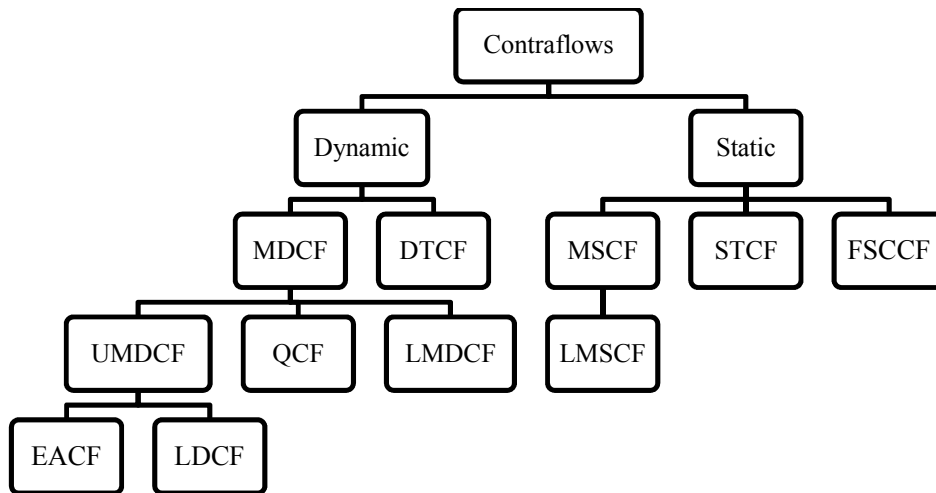 Contraflows
Dynamic
Static
MDCF
DTCF
MSCF
STCF
FSCCF
UMDCF
QCF
LMDCF
LMSCF
EACF
LDCF